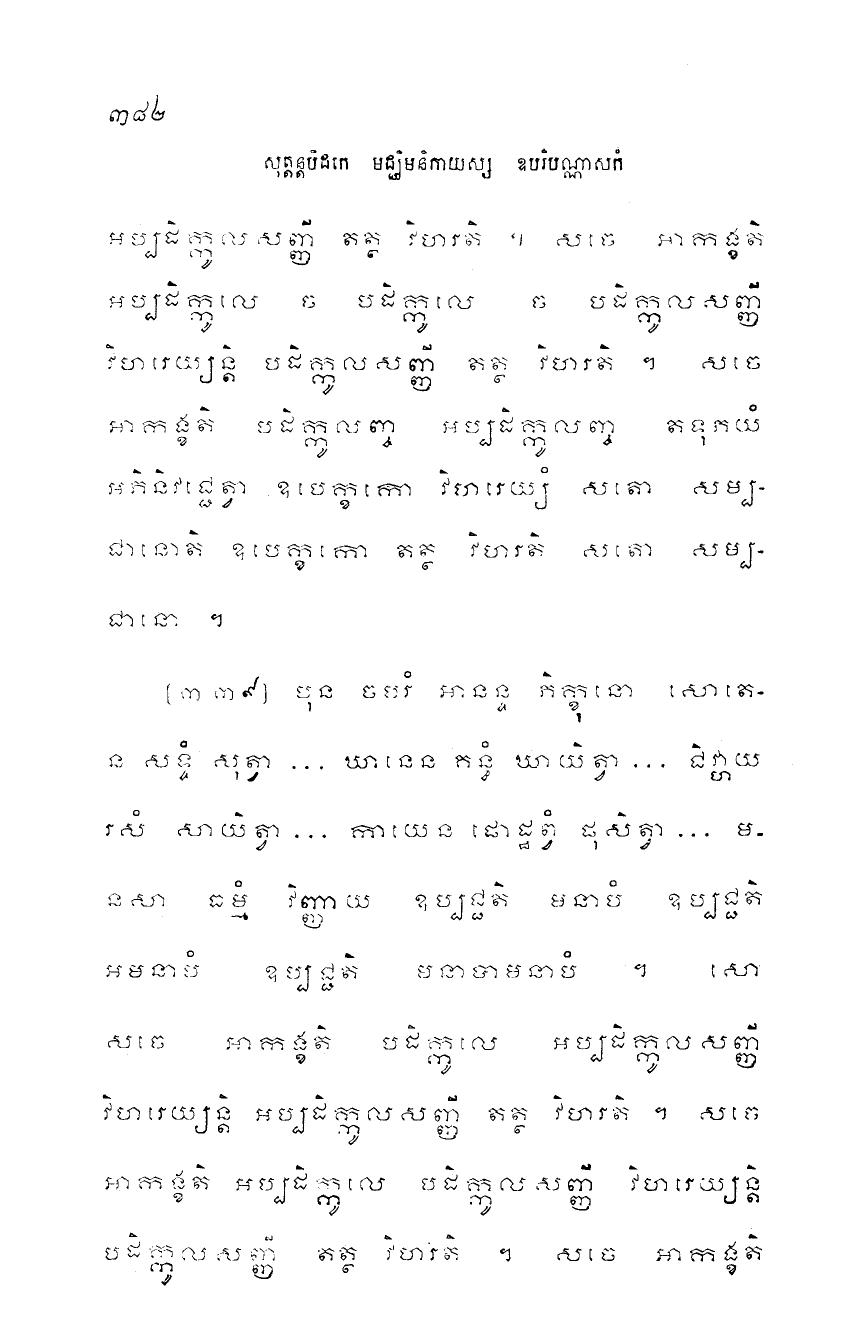 ៣៨២
សុត្តន្តបិដកេ មជ្ឈិមនិកាយស្ស ឧបរិបណ្ណាសកំ
អប្បដិក្កូលសញ្ញី តត្ថ វិហរតិ ។ សចេ អាកង្ខតិ
អប្បដិក្កូលេ ច បដិក្កូលេ ច បដិក្កូលសញ្ញី
វិហរេយ្យន្តិ បដិក្កូលសញ្ញី តត្ថ វិហរតិ ។ សចេ
អាកង្ខតិ បដិក្កូលញ្ច អប្បដិក្កូលញ្ច តទុភយំ
អភិនិវជ្ជេត្វា ឧបេក្ខកោ វិហរេយ្យំ សតោ សម្ប-
ជានោតិ ឧបេក្ខកោ តត្ថ វិហរតិ សតោ សម្ប-
ជានោ ។
[៣៣៩] បុន ចបរំ អានន្ទ ភិក្ខុនោ សោតេ-
ន សទ្ទំ សុត្វា ... ឃានេន គន្ធំ ឃាយិត្វា ... ជិវ្ហាយ
រសំ សាយិត្វា ... កាយេន ផោដ្ឋព្វំ ផុសិត្វា ... ម-
នសា ធម្មំ វិញ្ញាយ ឧប្បជ្ជតិ មនាបំ ឧប្បជ្ជតិ
អមនាបំ ឧប្បជ្ជតិ មនាបាមនាបំ ។ សោ
សចេ អាកង្ខតិ បដិក្កូលេ អប្បដិក្កូលសញ្ញី
វិហរេយ្យន្តិ អប្បដិក្កូលសញ្ញី តត្ថ វិហរតិ ។ សចេ
អាកង្ខតិ អប្បដិក្កូលេ បដិក្កូលសញ្ញី វិហរេយ្យន្តិ
បដិក្កូលសញ្ញី តត្ថ វិហរតិ ។ សចេ អាកង្ខតិ